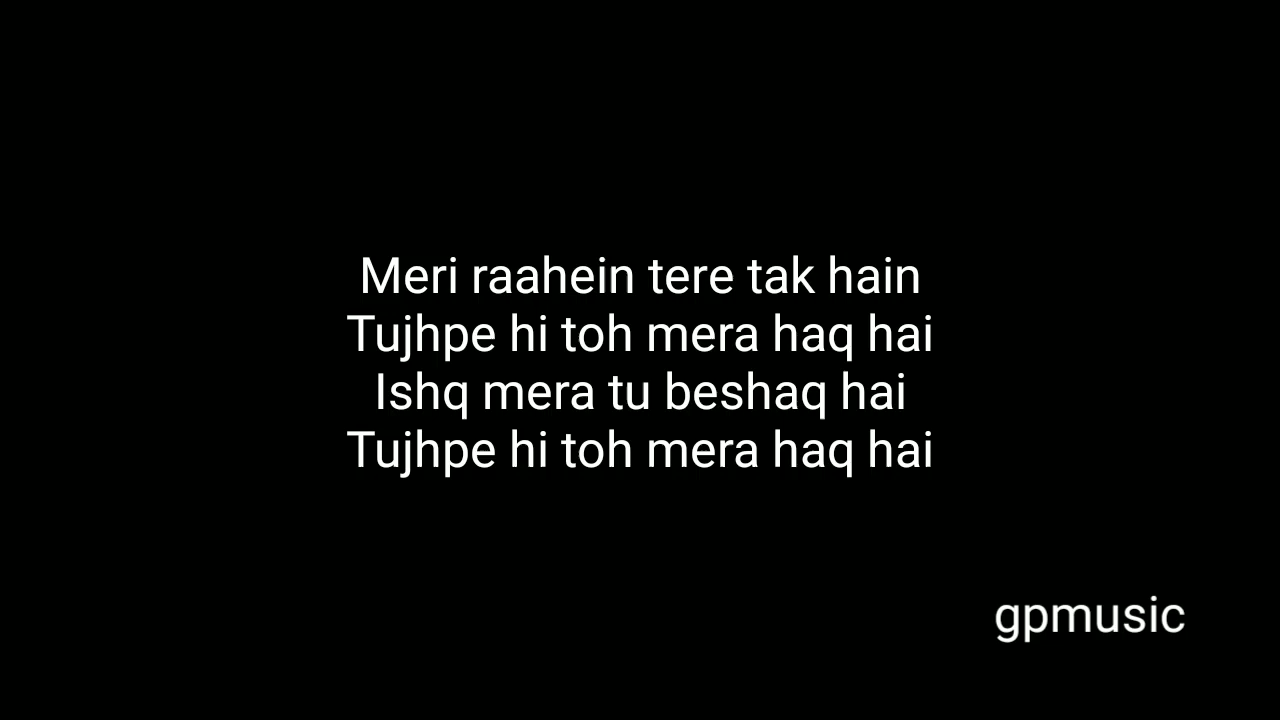 Meri raahein tere tak hain
Tujhpe hi toh mera haq hai
Ishq mera tu beshaq hai
Tujhpe hi toh mera haq hai
gpmusic